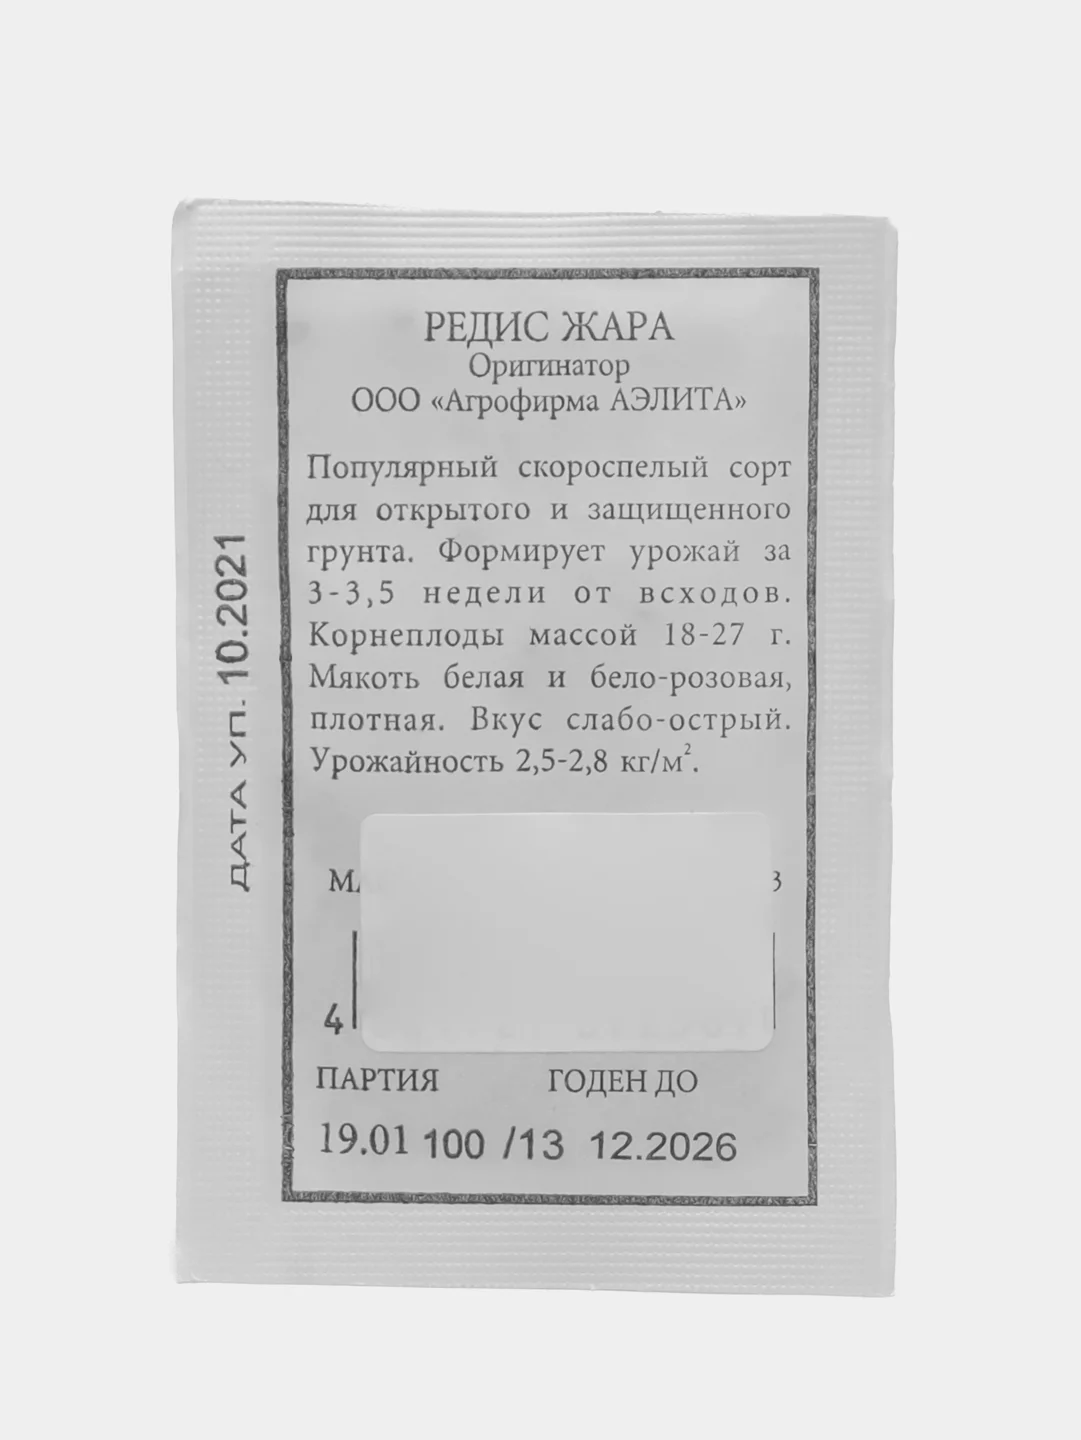 РЕДИС ЖАРА
Оригинатор
ООО «Агрофирма АЭЛИТА»
Популярный скороспелый сорт
для открытого и защищенного
грунта. Формирует урожай за
3-3,5 недели от всходов.
Корнеплоды массой 18-27 г.
Мякоть белая и бело-розовая,
плотная. Вкус слабо-острый.
Урожайность 2,5-2,8 кг/м².
4
ПАРТИЯ ГОДЕН ДО
19.01 100 /13 12.2026
ДАТА УП. 10.2021